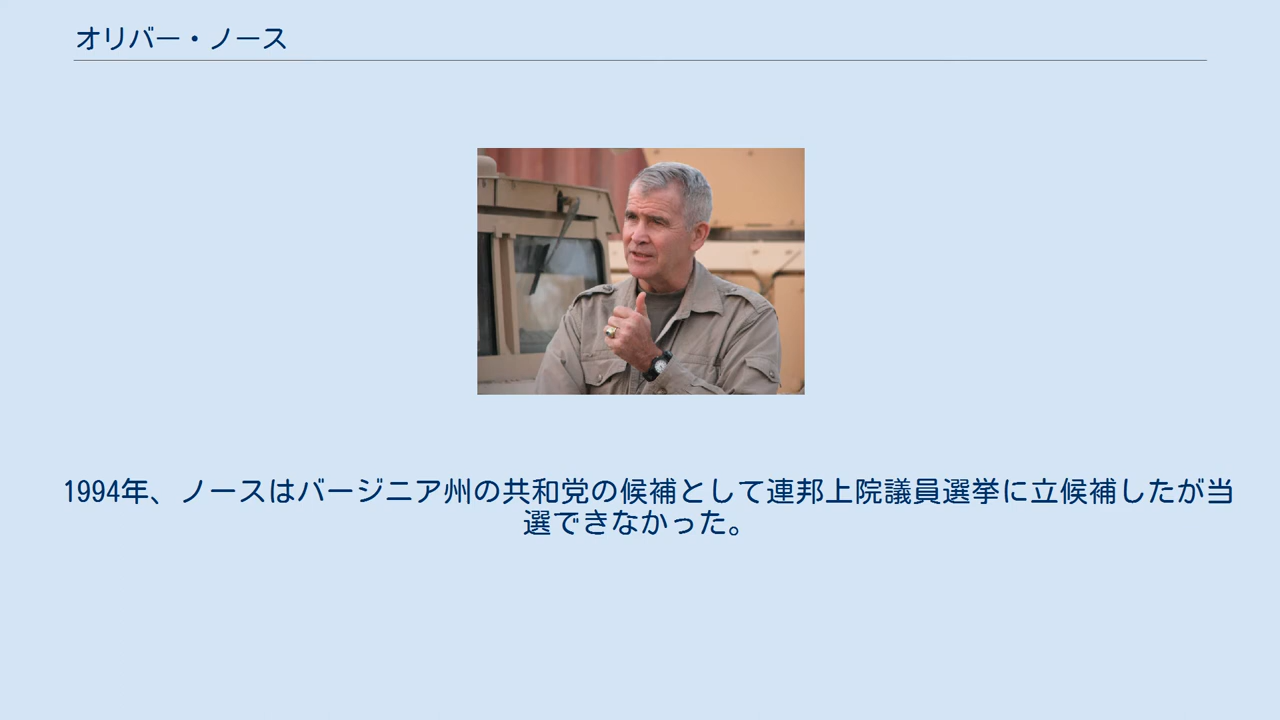 オリバー・ノース
1994年、ノースはバージニア州の共和党の候補として連邦上院議員選挙に立候補したが当
選できなかった。